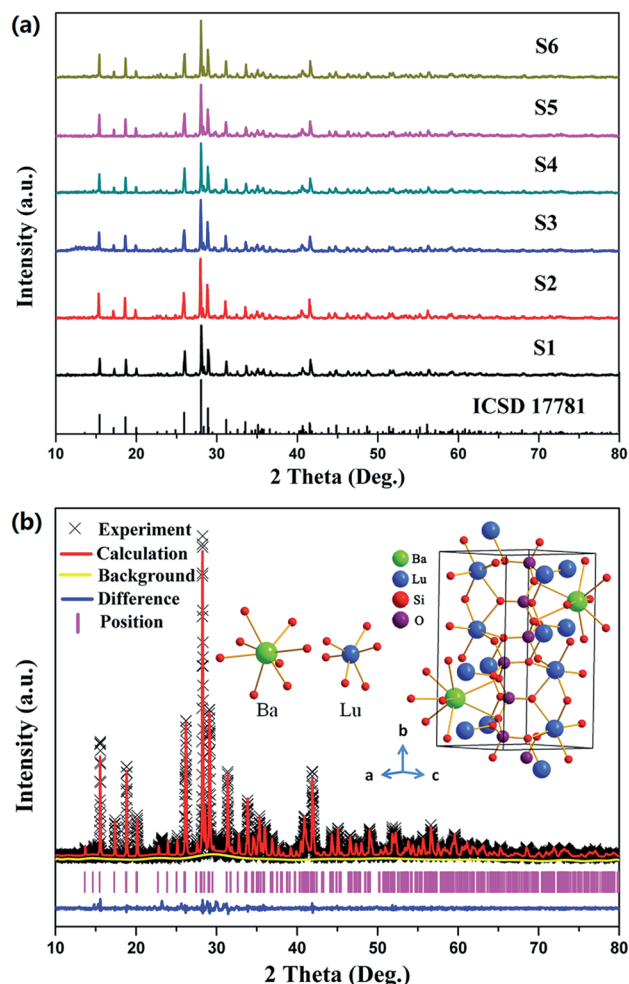 (a)
S6
S5
S4
S3
S2
S1
ICSD 17781
Intensity (a.u.)
10 20 30 40 50 60 70 80
2 Theta (Deg.)
(b)
Experiment
Calculation
Background
Difference
Position
Ba
Lu
Ba
Lu
Si
O
b
a
c
Intensity (a.u.)
10 20 30 40 50 60 70 80
2 Theta (Deg.)